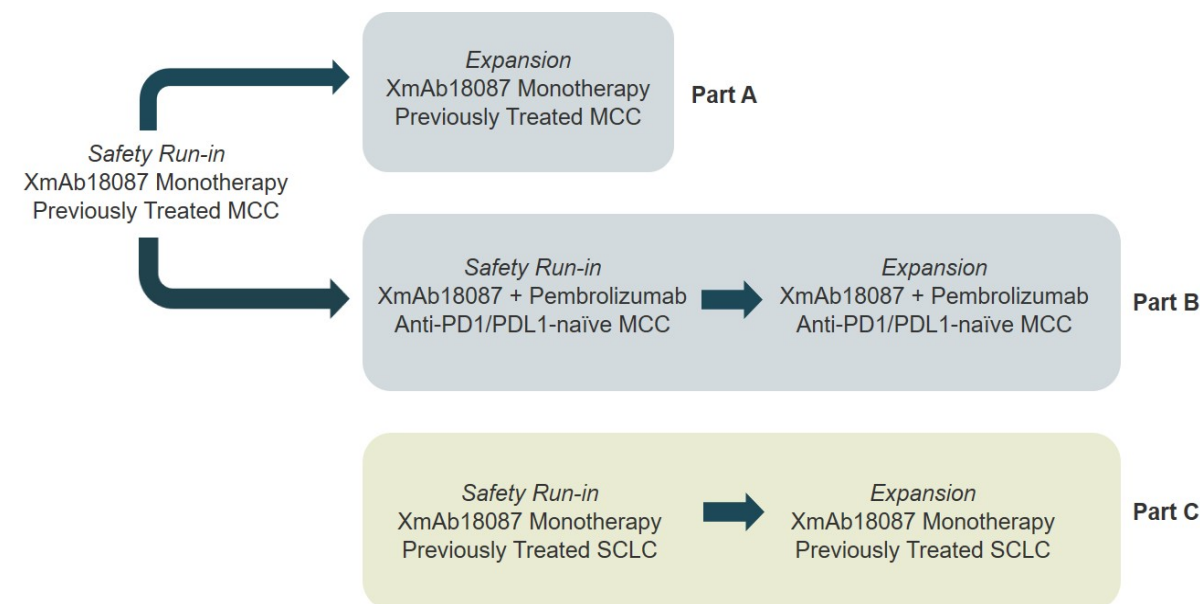 Expansion
XmAb18087 Monotherapy
Previously Treated MCC
Part A
Safety Run-in
XmAb18087 Monotherapy
Previously Treated MCC
Safety Run-in
XmAb18087 + Pembrolizumab
Anti-PD1/PDL1-naïve MCC
Expansion
XmAb18087 + Pembrolizumab
Anti-PD1/PDL1-naïve MCC
Part B
Safety Run-in
XmAb18087 Monotherapy
Previously Treated SCLC
Expansion
XmAb18087 Monotherapy
Previously Treated SCLC
Part C